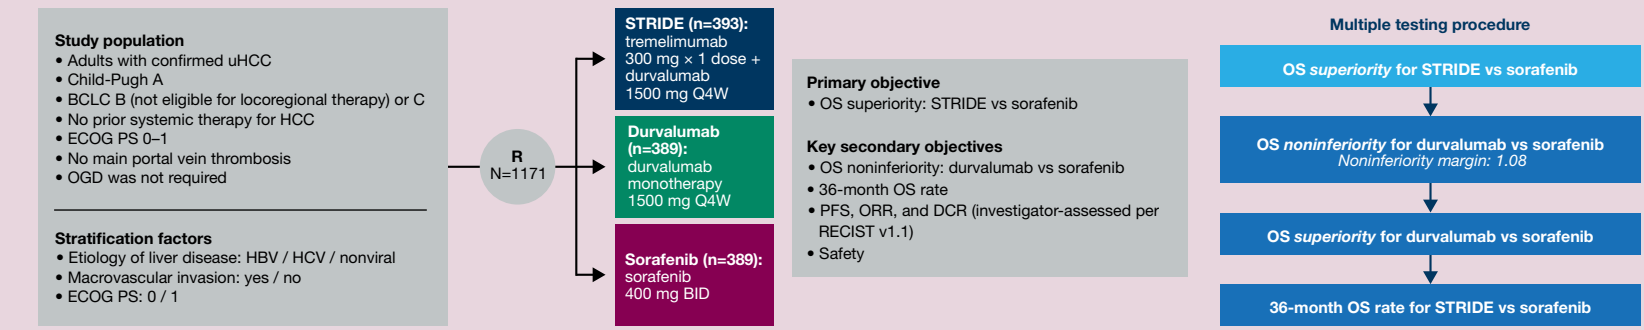 Study population
• Adults with confirmed uHCC
• Child-Pugh A
• BCLC B (not eligible for locoregional therapy) or C
• No prior systemic therapy for HCC
• ECOG PS 0–1
• No main portal vein thrombosis
• OGD was not required
Stratification factors
• Etiology of liver disease: HBV / HCV / nonviral
• Macrovascular invasion: yes / no
• ECOG PS: 0 / 1
R
N=1171
STRIDE (n=393):
tremelimumab
300 mg × 1 dose +
durvalumab
1500 mg Q4W
Durvalumab
(n=389):
durvalumab
monotherapy
1500 mg Q4W
Sorafenib (n=389):
sorafenib
400 mg BID
Primary objective
• OS superiority: STRIDE vs sorafenib
Key secondary objectives
• OS noninferiority: durvalumab vs sorafenib
• 36-month OS rate
• PFS, ORR, and DCR (investigator-assessed per
RECIST v1.1)
• Safety
Multiple testing procedure
OS superiority for STRIDE vs sorafenib
OS noninferiority for durvalumab vs sorafenib
Noninferiority margin: 1.08
OS superiority for durvalumab vs sorafenib
36-month OS rate for STRIDE vs sorafenib